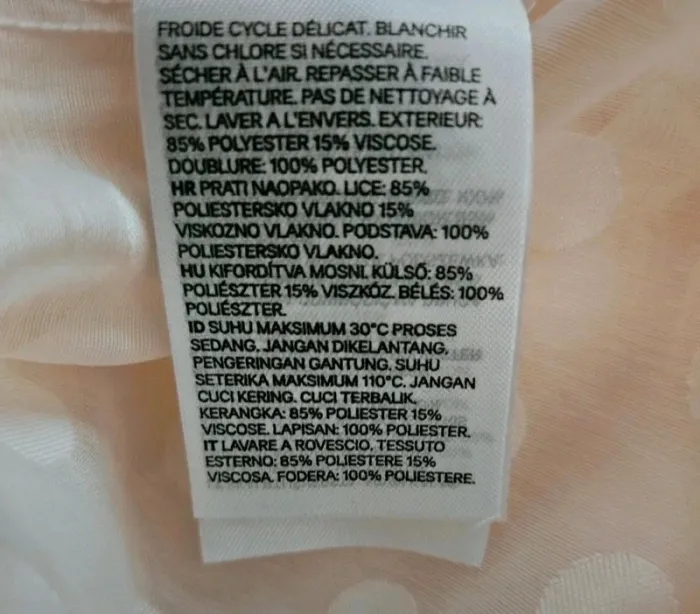 FROIDE CYCLE DÉLICAT. BLANCHIR
SANS CHLORE SI NÉCESSAIRE.
SÉCHER À L'AIR. REPASSER À FAIBLE
TEMPÉRATURE. PAS DE NETTOYAGE À
SEC. LAVER A L'ENVERS. EXTERIEUR:
85% POLYESTER 15% VISCOSE.
DOUBLURE: 100% POLYESTER.
HR PRATI NAOPAKO. LICE: 85%
POLIESTERSKO VLAKNO 15%
VISKOZNO VLAKNO. PODSTAVA: 100%
POLIESTERSKO VLAKNO.
HU KIFORDÍTVA MOSNI. KÜLSŐ: 85%
POLIÉSZTER 15% VISZKÓZ. BÉLÉS: 100%
POLIÉSZTER.
ID SUHU MAKSIMUM 30°C PROSES
SEDANG. JANGAN DIKELANTANG.
PENGERINGAN GANTUNG. SUHU
SETERIKA MAKSIMUM 110°C. JANGAN
CUCI KERING. CUCI TERBALIK.
KERANGKA: 85% POLIESTER 15%
VISCOSE. LAPISAN: 100% POLIESTER.
IT LAVARE A ROVESCIO. TESSUTO
ESTERNO: 85% POLIESTERE 15%
VISCOSA. FODERA: 100% POLIESTERE.